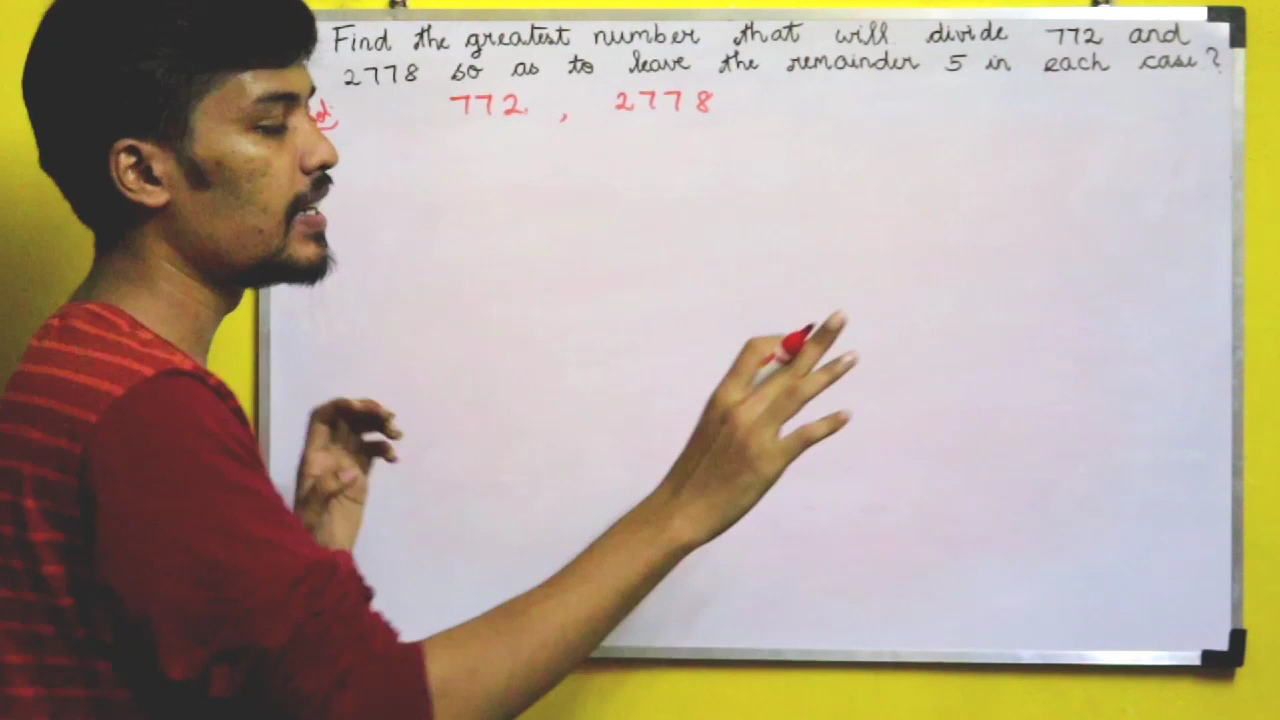 Find the greatest number that will divide 772 and
2778 so as to leave the remainder 5 in each case?
772, 2778